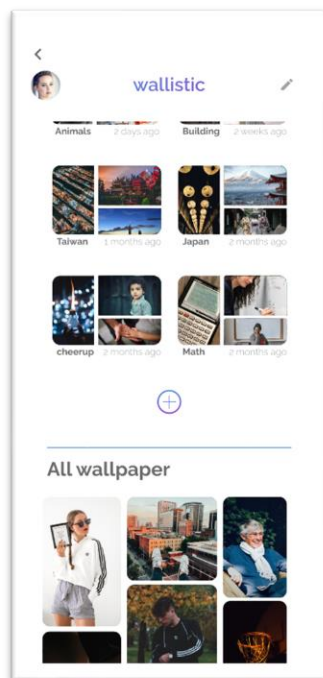 wallistic
Animals 2 days ago Building 2 weeks ago
Taiwan 1 months ago Japan 2 months ago
cheerup 2 months ago Math 2 months ago
All wallpaper